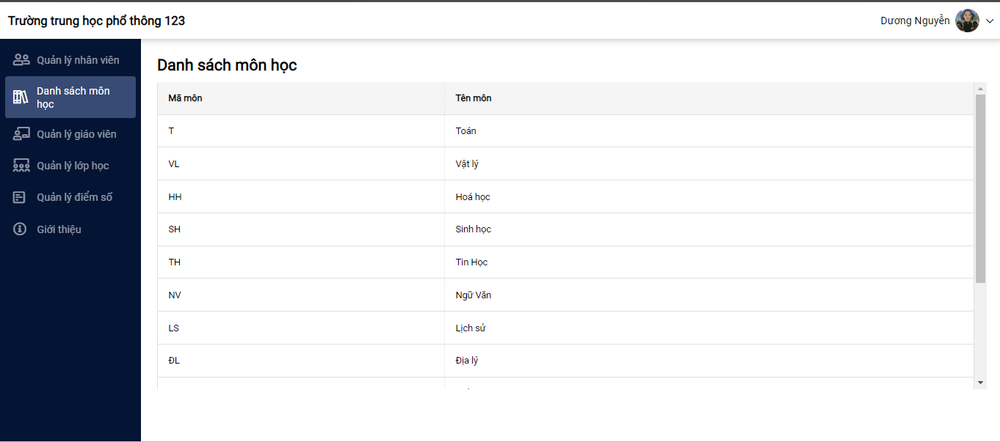 Trường trung học phổ thông 123
Dương Nguyễn
Quản lý nhân viên
Danh sách môn
học
Quản lý giáo viên
Quản lý lớp học
Quản lý điểm số
Giới thiệu
Danh sách môn học
Mã môn Tên môn
T Toán
VL Vật lý
HH Hoá học
SH Sinh học
TH Tin Học
NV Ngữ Văn
LS Lịch sử
ĐL Địa lý